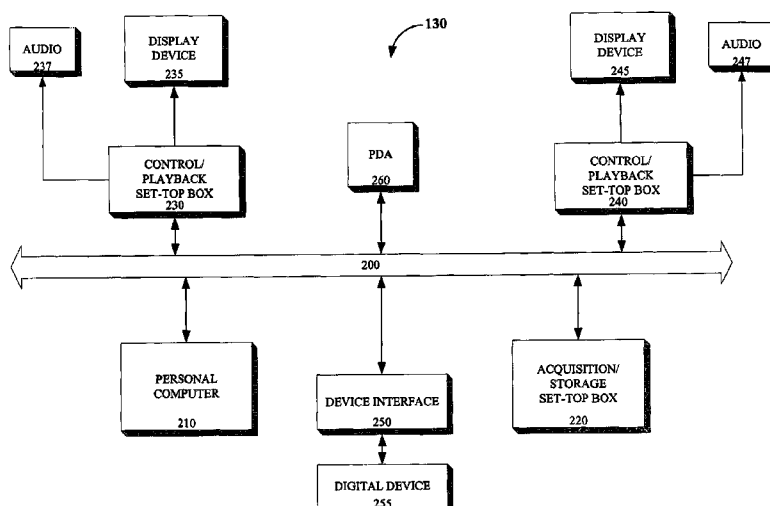 130
AUDIO
237
DISPLAY
DEVICE
235
DISPLAY
DEVICE
245
AUDIO
247
CONTROL/
PLAYBACK
SET-TOP BOX
230
PDA
260
CONTROL/
PLAYBACK
SET-TOP BOX
240
200
PERSONAL
COMPUTER
210
DEVICE INTERFACE
250
ACQUISITION/
STORAGE
SET-TOP BOX
220
DIGITAL DEVICE
255